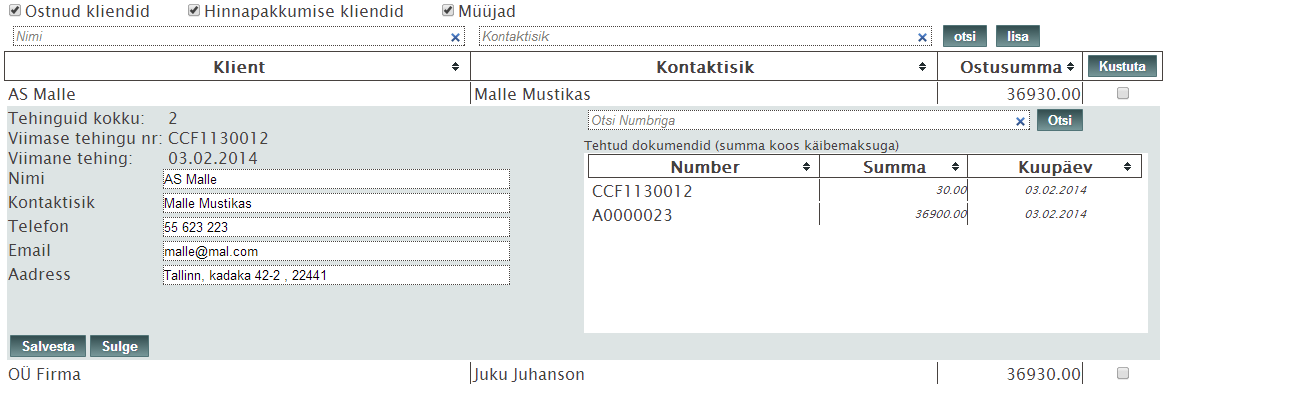 Ostnud kliendid Hinnapakkumise kliendid Müüjad
Nimi Kontaktisik otsi lisa
Klient Kontaktisik Ostusumma Kustuta
AS Malle Malle Mustikas 36930.00
Tehinguid kokku: 2
Viimase tehingu nr: CCF1130012
Viimane tehing: 03.02.2014
Nimi AS Malle
Kontaktisik Malle Mustikas
Telefon 55 623 223
Email malle@mal.com
Aadress Tallinn, kadaka 42-2 , 22441
Salvesta Sulge
Otsi Numbriga Otsi
Tehtud dokumendid (summa koos käibemaksuga)
Number Summa Kuupäev
CCF1130012 30.00 03.02.2014
A0000023 36900.00 03.02.2014
OÜ Firma Juku Juhanson 36930.00